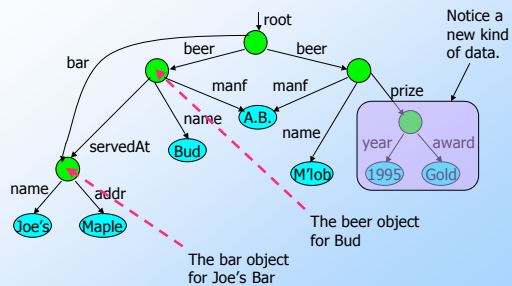 root
Notice a
new kind
of data.
beer
beer
bar
manf
manf
prize
A.B.
name
name
year
award
servedAt
Bud
M'lob
1995
Gold
name
addr
Joe's
Maple
The beer object
for Bud
The bar object
for Joe's Bar